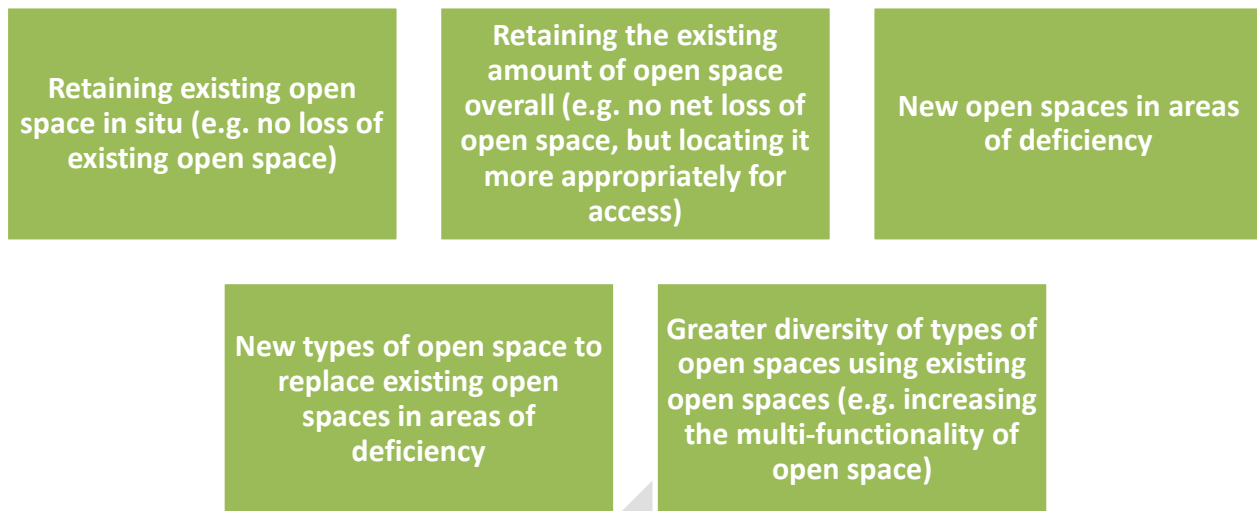 Retaining existing open
space in situ (e.g. no loss of
existing open space)
Retaining the existing
amount of open space
overall (e.g. no net loss of
open space, but locating it
more appropriately for
access)
New open spaces in areas
of deficiency
New types of open space to
replace existing open
spaces in areas of
deficiency
Greater diversity of types of
open spaces using existing
open spaces (e.g. increasing
the multi-functionality of
open space)